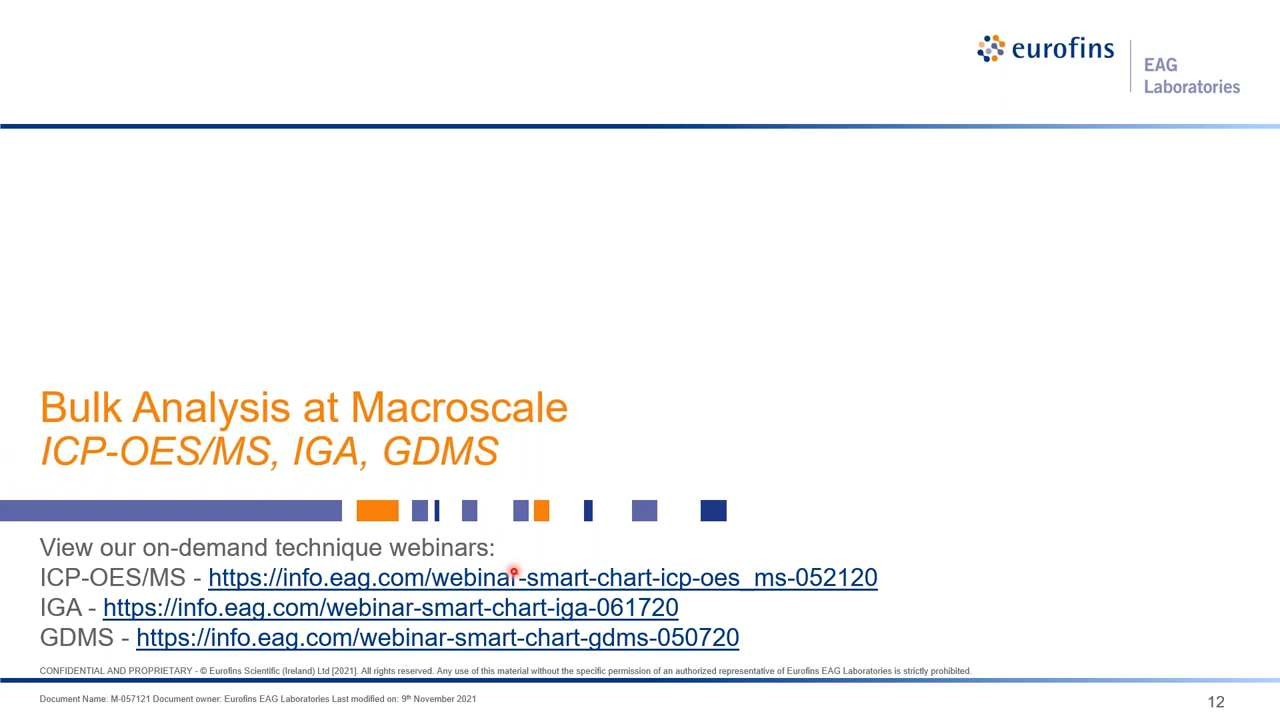 eurofins
EAG
Laboratories
Bulk Analysis at Macroscale
ICP-OES/MS, IGA, GDMS
View our on-demand technique webinars:
ICP-OES/MS - https://info.eag.com/webinar-smart-chart-icp-oes_ms-052120
IGA - https://info.eag.com/webinar-smart-chart-iga-061720
GDMS - https://info.eag.com/webinar-smart-chart-gdms-050720
CONFIDENTIAL AND PROPRIETARY - © Eurofins Scientific (Ireland) Ltd [2021]. All rights reserved. Any use of this material without the specific permission of an authorized representative of Eurofins EAG Laboratories is strictly prohibited.
Document Name: M-057121 Document owner: Eurofins EAG Laboratories Last modified on: 9th November 2021
12